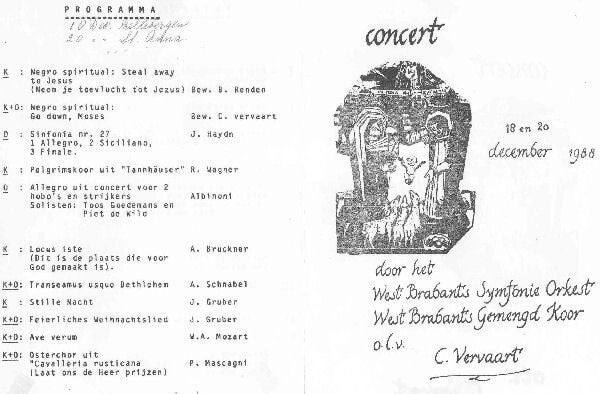 PROGRAMMA
10 Dec.
20
K : Negro spiritual: Steal away
to Jesus
(Neem je toevlucht tot Jezus) Bew. B. Renden
K+O: Negro spiritual:
Go down, Moses Bew. C. vervaart
O : Sinfonia nr. 27 J. Haydn
1 Allegro, 2 Siciliano,
3 Finale.
K : Pelgrimskoor uit "Tannhäuser" R. Wagner
O : Allegro uit concert voor 2
hobo's en strijkers Albinoni
Solisten: Toos Goedemans en
Piet de Wild
K : Locus iste A. Bruckner
(Dit is de plaats die voor
God gemaakt is).
K+O: Transeamus usque Bethlehem A. Schnabel
K : Stille Nacht J. Gruber
K+O: Feierliches Weihnachtslied J. Gruber
K+O: Ave verum W.A. Mozart
K+O: Osterchor uit
"Cavalleria rusticana P. Mascagni
(Laat ons de Heer prijzen)
concert
18 en 20
december 1988
door het
West Brabants Symfonie Orkest
West Brabants Gemengd Koor
o.l.v.
C. Vervaart